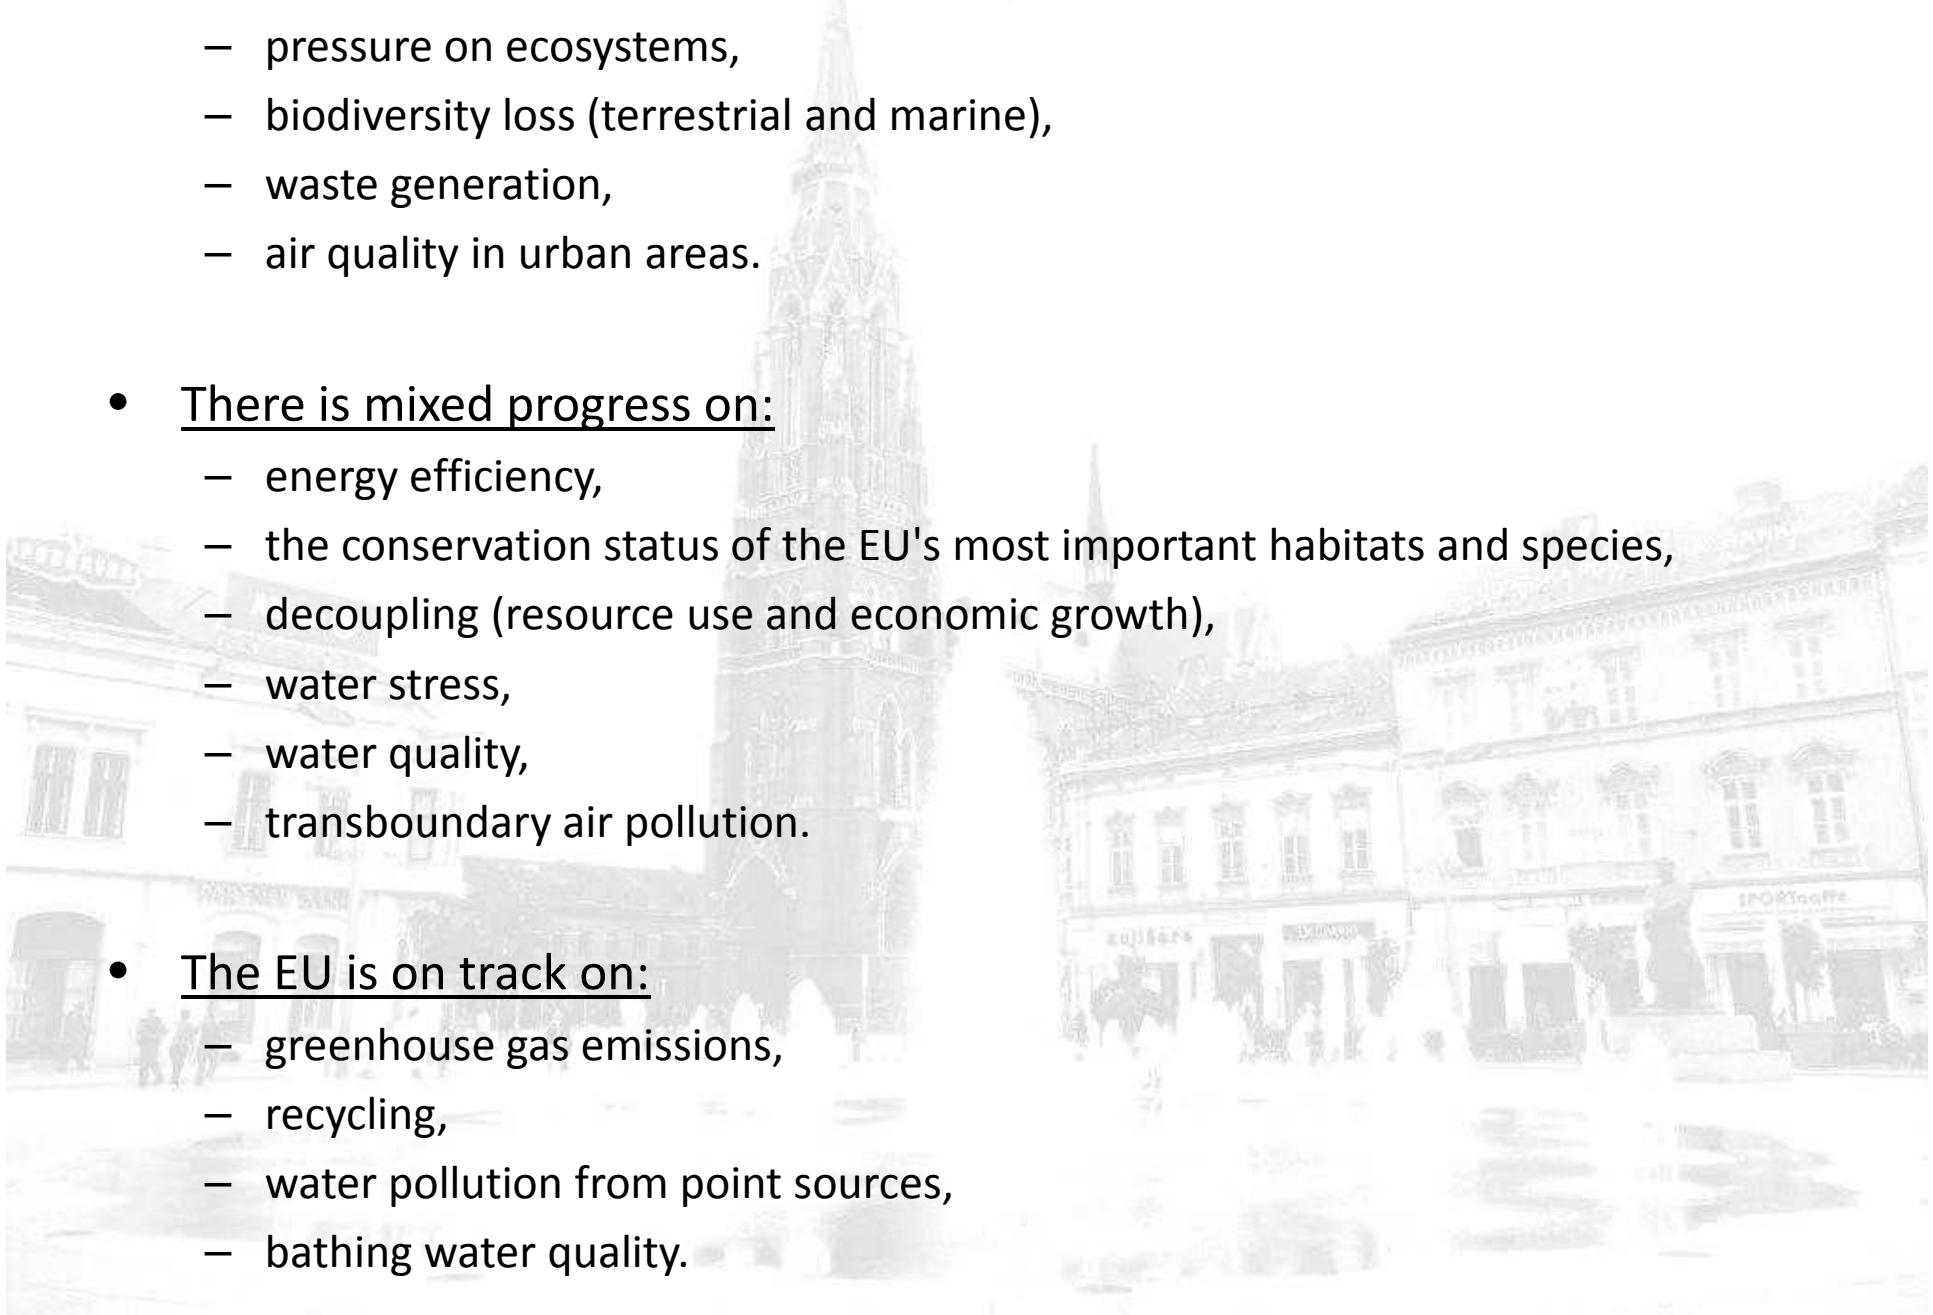 – pressure on ecosystems,
– biodiversity loss (terrestrial and marine),
– waste generation,
– air quality in urban areas.
• There is mixed progress on:
– energy efficiency,
– the conservation status of the EU's most important habitats and species,
– decoupling (resource use and economic growth),
– water stress,
– water quality,
– transboundary air pollution.
• The EU is on track on:
– greenhouse gas emissions,
– recycling,
– water pollution from point sources,
– bathing water quality.